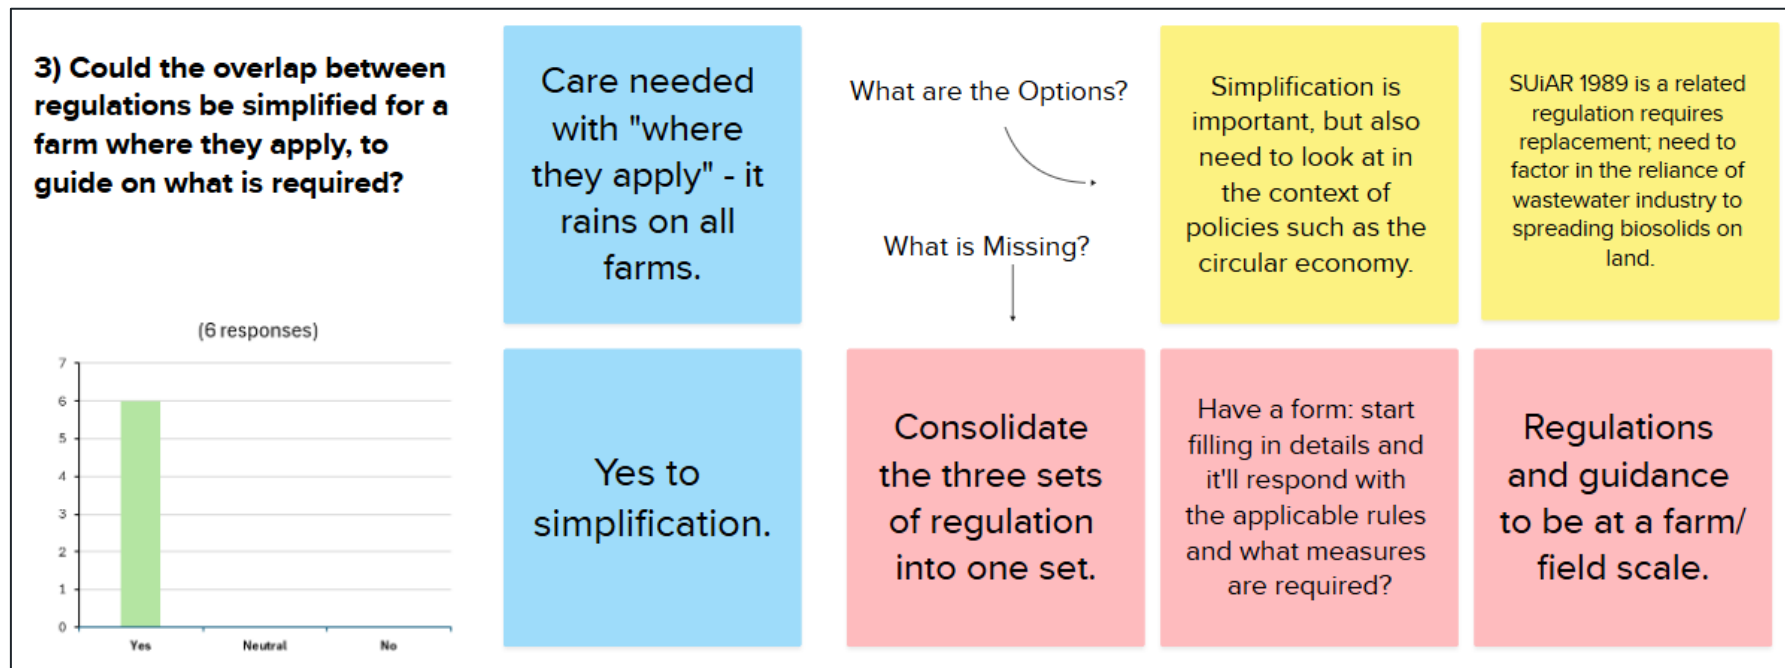 3) Could the overlap between
regulations be simplified for a
farm where they apply, to
guide on what is required?
(6 responses)
7
6
5
4
3
2
1
0
Yes
Neutral
No
Care needed
with "where
they apply" - it
rains on all
farms.
Yes to
simplification.
What are the Options?
What is Missing?
Simplification is
important, but also
need to look at in
the context of
policies such as the
circular economy.
SUiAR 1989 is a related
regulation requires
replacement; need to
factor in the reliance of
wastewater industry to
spreading biosolids on
land.
Consolidate
the three sets
of regulation
into one set.
Have a form: start
filling in details and
it'll respond with
the applicable rules
and what measures
are required?
Regulations
and guidance
to be at a farm/
field scale.